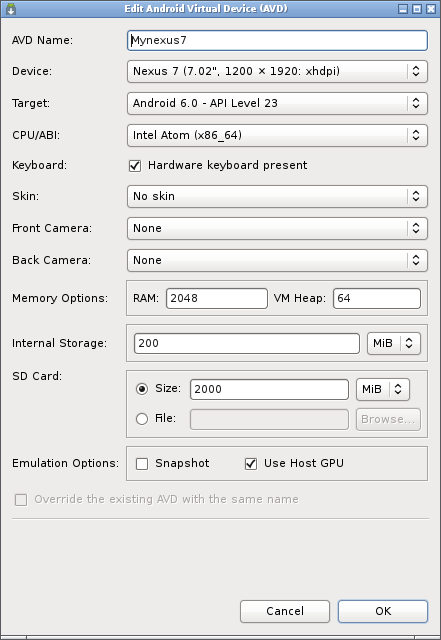 Edit Android Virtual Device (AVD)
AVD Name: Mynexus7
Device: Nexus 7 (7.02", 1200 × 1920: xhdpi)
Target: Android 6.0 - API Level 23
CPU/ABI: Intel Atom (x86_64)
Keyboard: Hardware keyboard present
Skin: No skin
Front Camera: None
Back Camera: None
Memory Options: RAM: 2048 VM Heap: 64
Internal Storage: 200 MiB
SD Card:
Size: 2000 MiB
File: Browse...
Emulation Options: Snapshot Use Host GPU
Override the existing AVD with the same name
Cancel OK